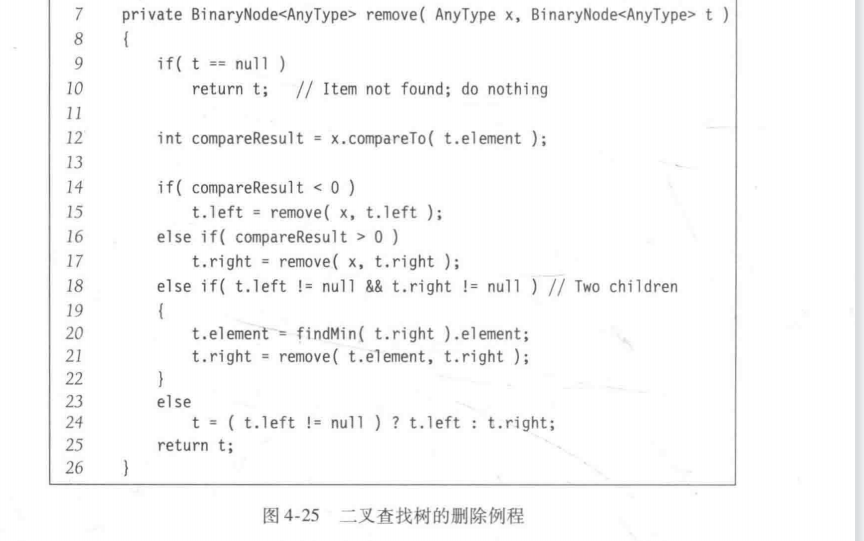 7 private BinaryNode<AnyType> remove( AnyType x, BinaryNode<AnyType> t )
8 {
9 if( t == null )
10 return t; // Item not found; do nothing
11
12 int compareResult = x.compareTo( t.element );
13
14 if( compareResult < 0 )
15 t.left = remove( x, t.left );
16 else if( compareResult > 0 )
17 t.right = remove( x, t.right );
18 else if( t.left != null && t.right != null ) // Two children
19 {
20 t.element = findMin( t.right ).element;
21 t.right = remove( t.element, t.right );
22 }
23 else
24 t = ( t.left != null ) ? t.left : t.right;
25 return t;
26 }
图 4-25 二叉查找树的删除例程